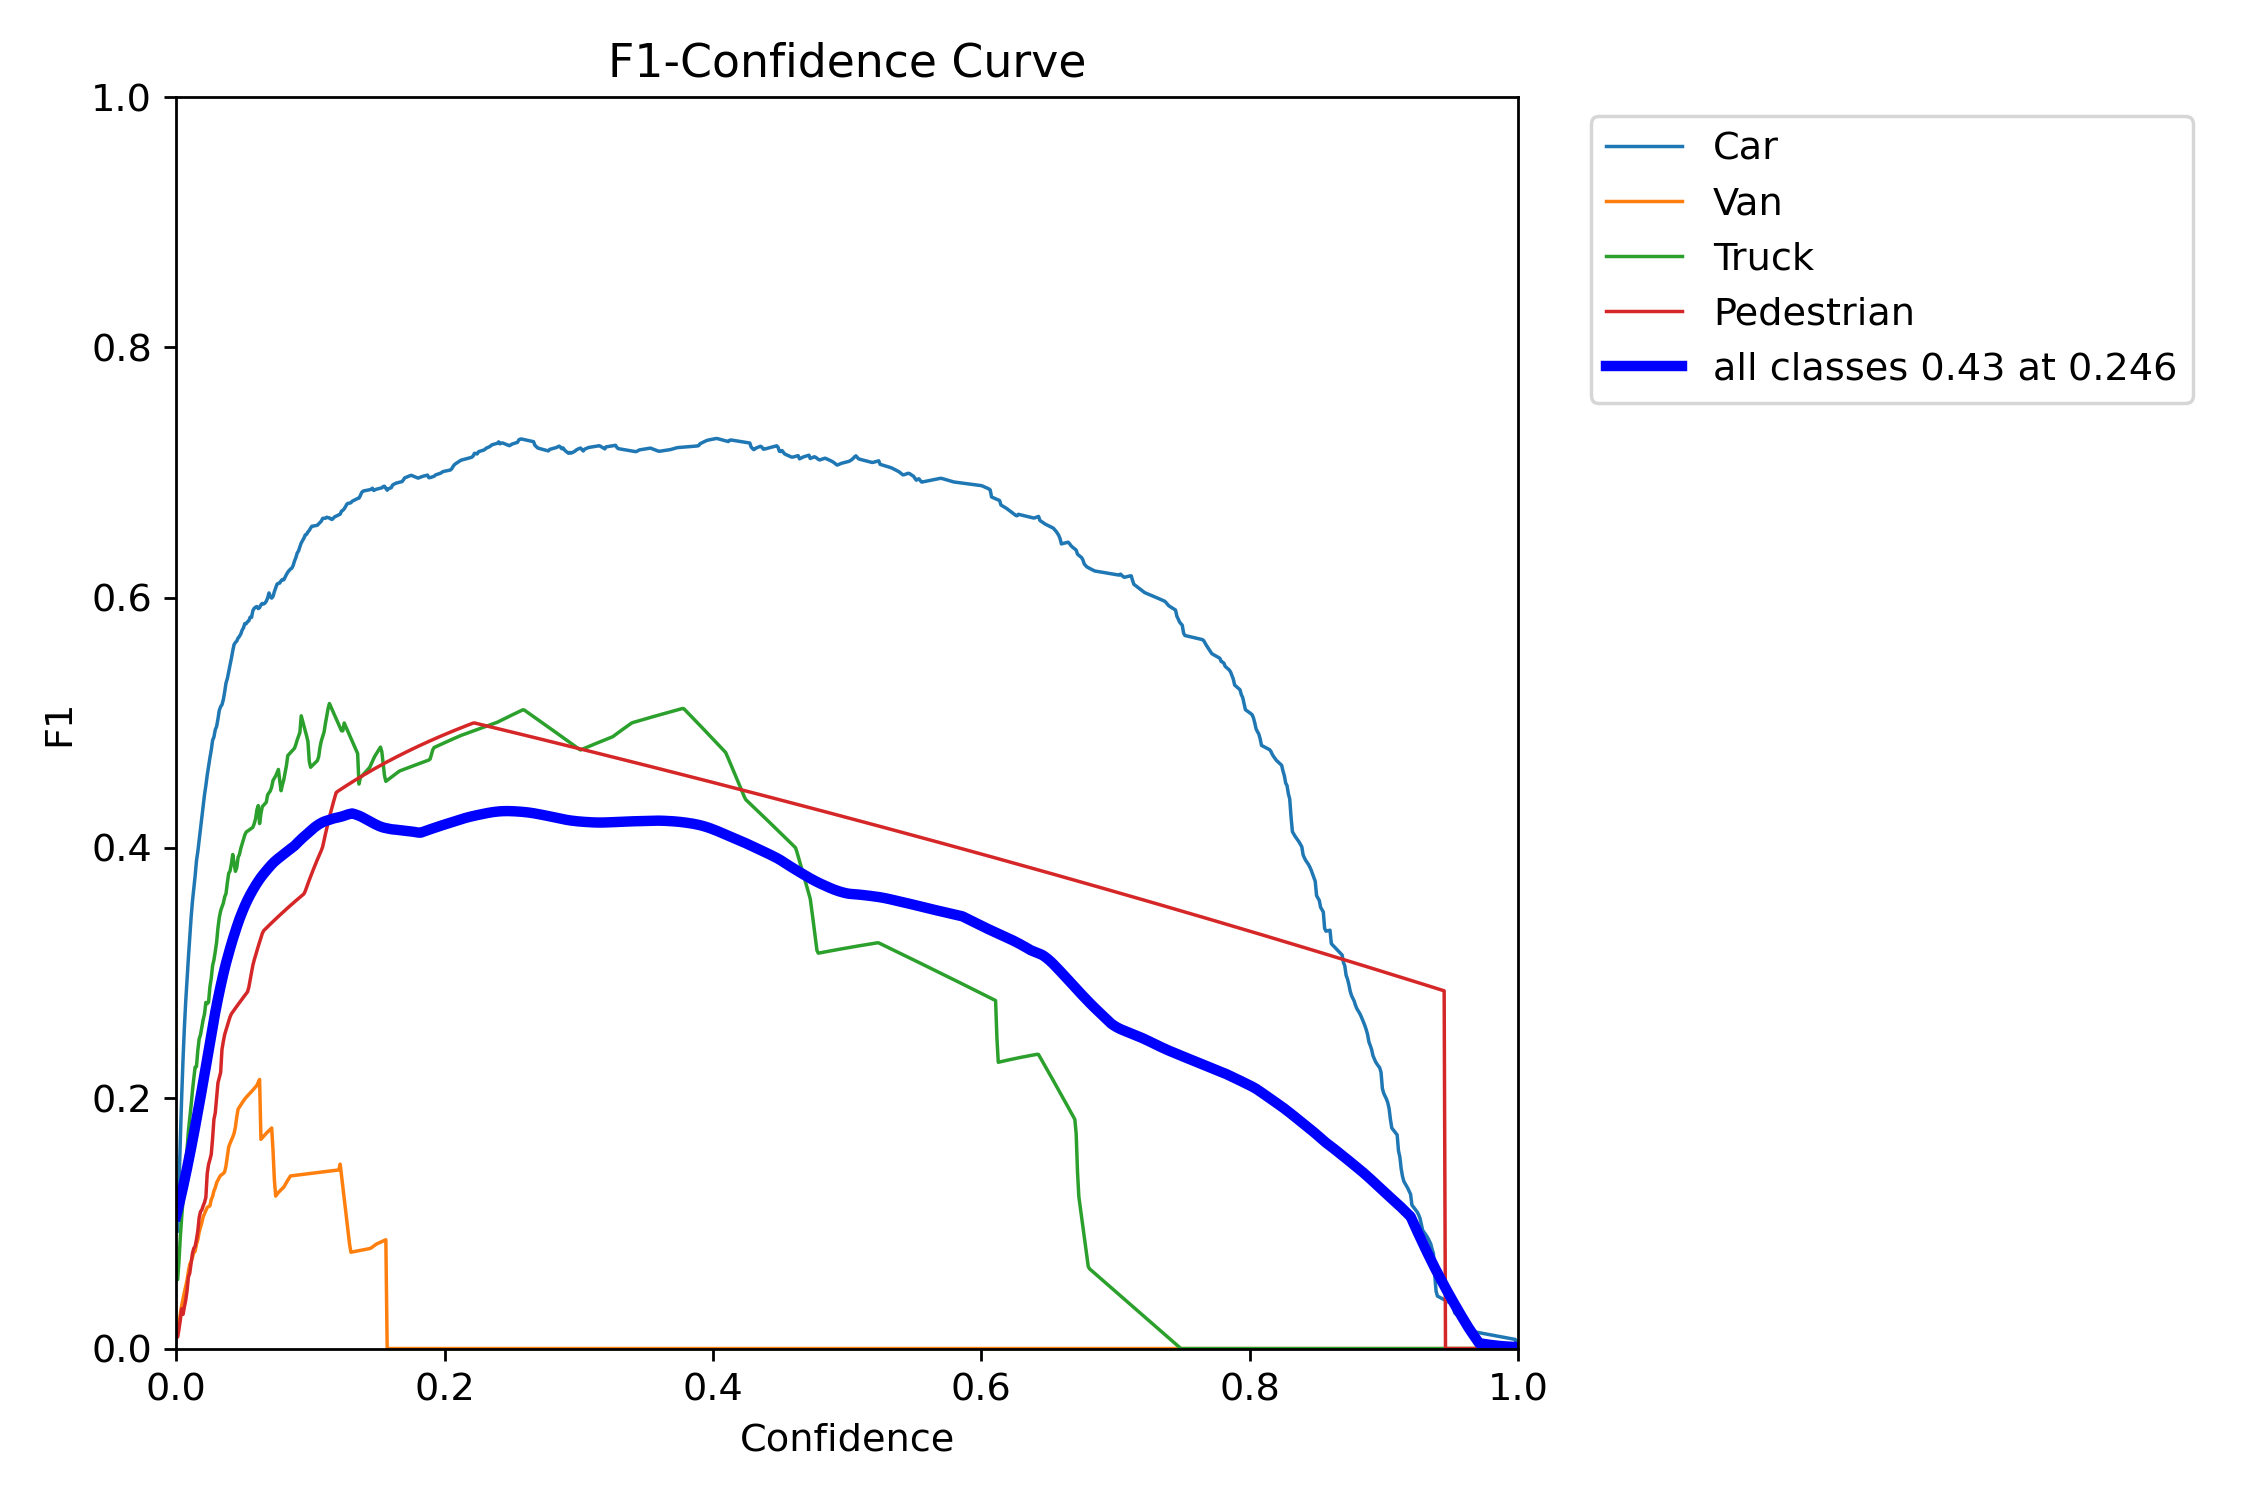 F1-Confidence Curve
1.0
0.8
0.6
0.4
0.2
0.0
F1
0.0 0.2 0.4 0.6 0.8 1.0
Confidence
Car
Van
Truck
Pedestrian
all classes 0.43 at 0.246